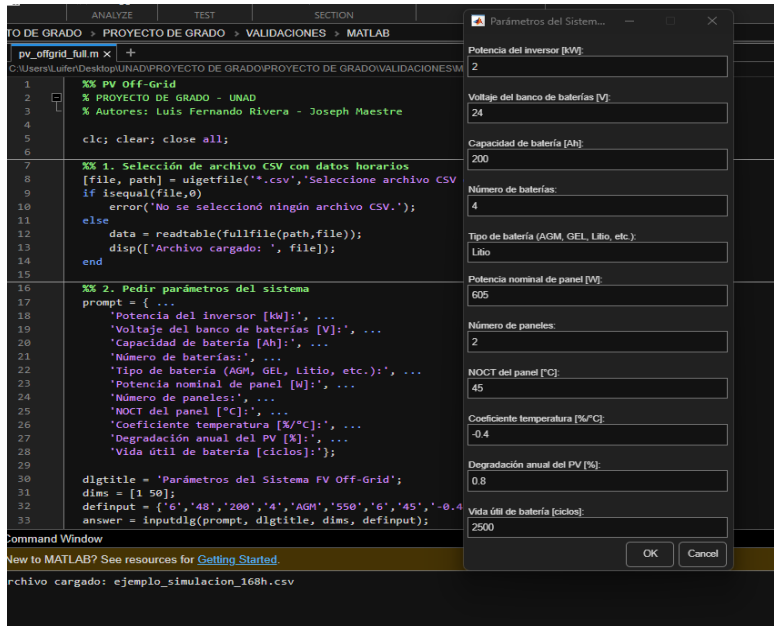 ANALYZE
TEST
SECTION
TO DE GRADO > PROYECTO DE GRADO > VALIDACIONES > MATLAB
pv_offgrid_full.m × +
C:\Users\Luifer\Desktop\UNAD\PROYECTO DE GRADO\PROYECTO DE GRADO\VALIDACIONES\M
1 %% PV Off-Grid
2 % PROYECTO DE GRADO - UNAD
3 % Autores: Luis Fernando Rivera - Joseph Maestre
4
5 clc; clear; close all;
6
7 %% 1. Selección de archivo CSV con datos horarios
8 [file, path] = uigetfile('*.csv','Seleccione archivo CSV
9 if isequal(file,0)
10 error('No se seleccionó ningún archivo CSV.');
11 else
12 data = readtable(fullfile(path,file));
13 disp(['Archivo cargado: ', file]);
14 end
15
16 %% 2. Pedir parámetros del sistema
17 prompt = { ...
18 'Potencia del inversor [kW]:', ...
19 'Voltaje del banco de baterías [V]:', ...
20 'Capacidad de batería [Ah]:', ...
21 'Número de baterías:', ...
22 'Tipo de batería (AGM, GEL, Litio, etc.):', ...
23 'Potencia nominal de panel [W]:', ...
24 'Número de paneles:', ...
25 'NOCT del panel [°C]:', ...
26 'Coeficiente temperatura [%/°C]:', ...
27 'Degradación anual del PV [%]:', ...
28 'Vida útil de batería [ciclos]:'};
29
30 dlgtitle = 'Parámetros del Sistema FV Off-Grid';
31 dims = [1 50];
32 definput = {'6','48','200','4','AGM','550','6','45','-0.4
33 answer = inputdlg(prompt, dlgtitle, dims, definput);
Command Window
New to MATLAB? See resources for Getting Started.
rchivo cargado: ejemplo_simulacion_168h.csv
Parámetros del Sistem...
Potencia del inversor [kW]:
2
Voltaje del banco de baterías [V]:
24
Capacidad de batería [Ah]:
200
Número de baterías:
4
Tipo de batería (AGM, GEL, Litio, etc.):
Litio
Potencia nominal de panel [W]:
605
Número de paneles:
2
NOCT del panel [°C]:
45
Coeficiente temperatura [%/°C]:
-0.4
Degradación anual del PV [%]:
0.8
Vida útil de batería [ciclos]:
2500
OK
Cancel